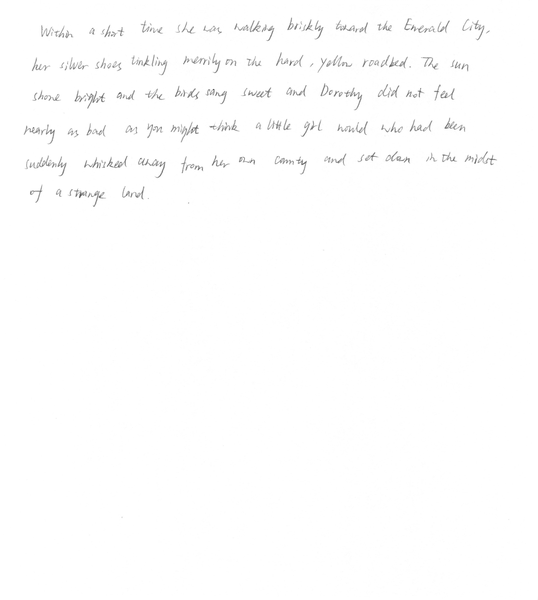 Within a short time she was walking briskly toward the Emerald City,
her silver shoes tinkling merrily on the hard, yellow roadbed. The sun
shone bright and the birds sang sweet and Dorothy did not feel
nearly as bad as you might think a little girl would who had been
suddenly whisked away from her own country and set down in the midst
of a strange land.